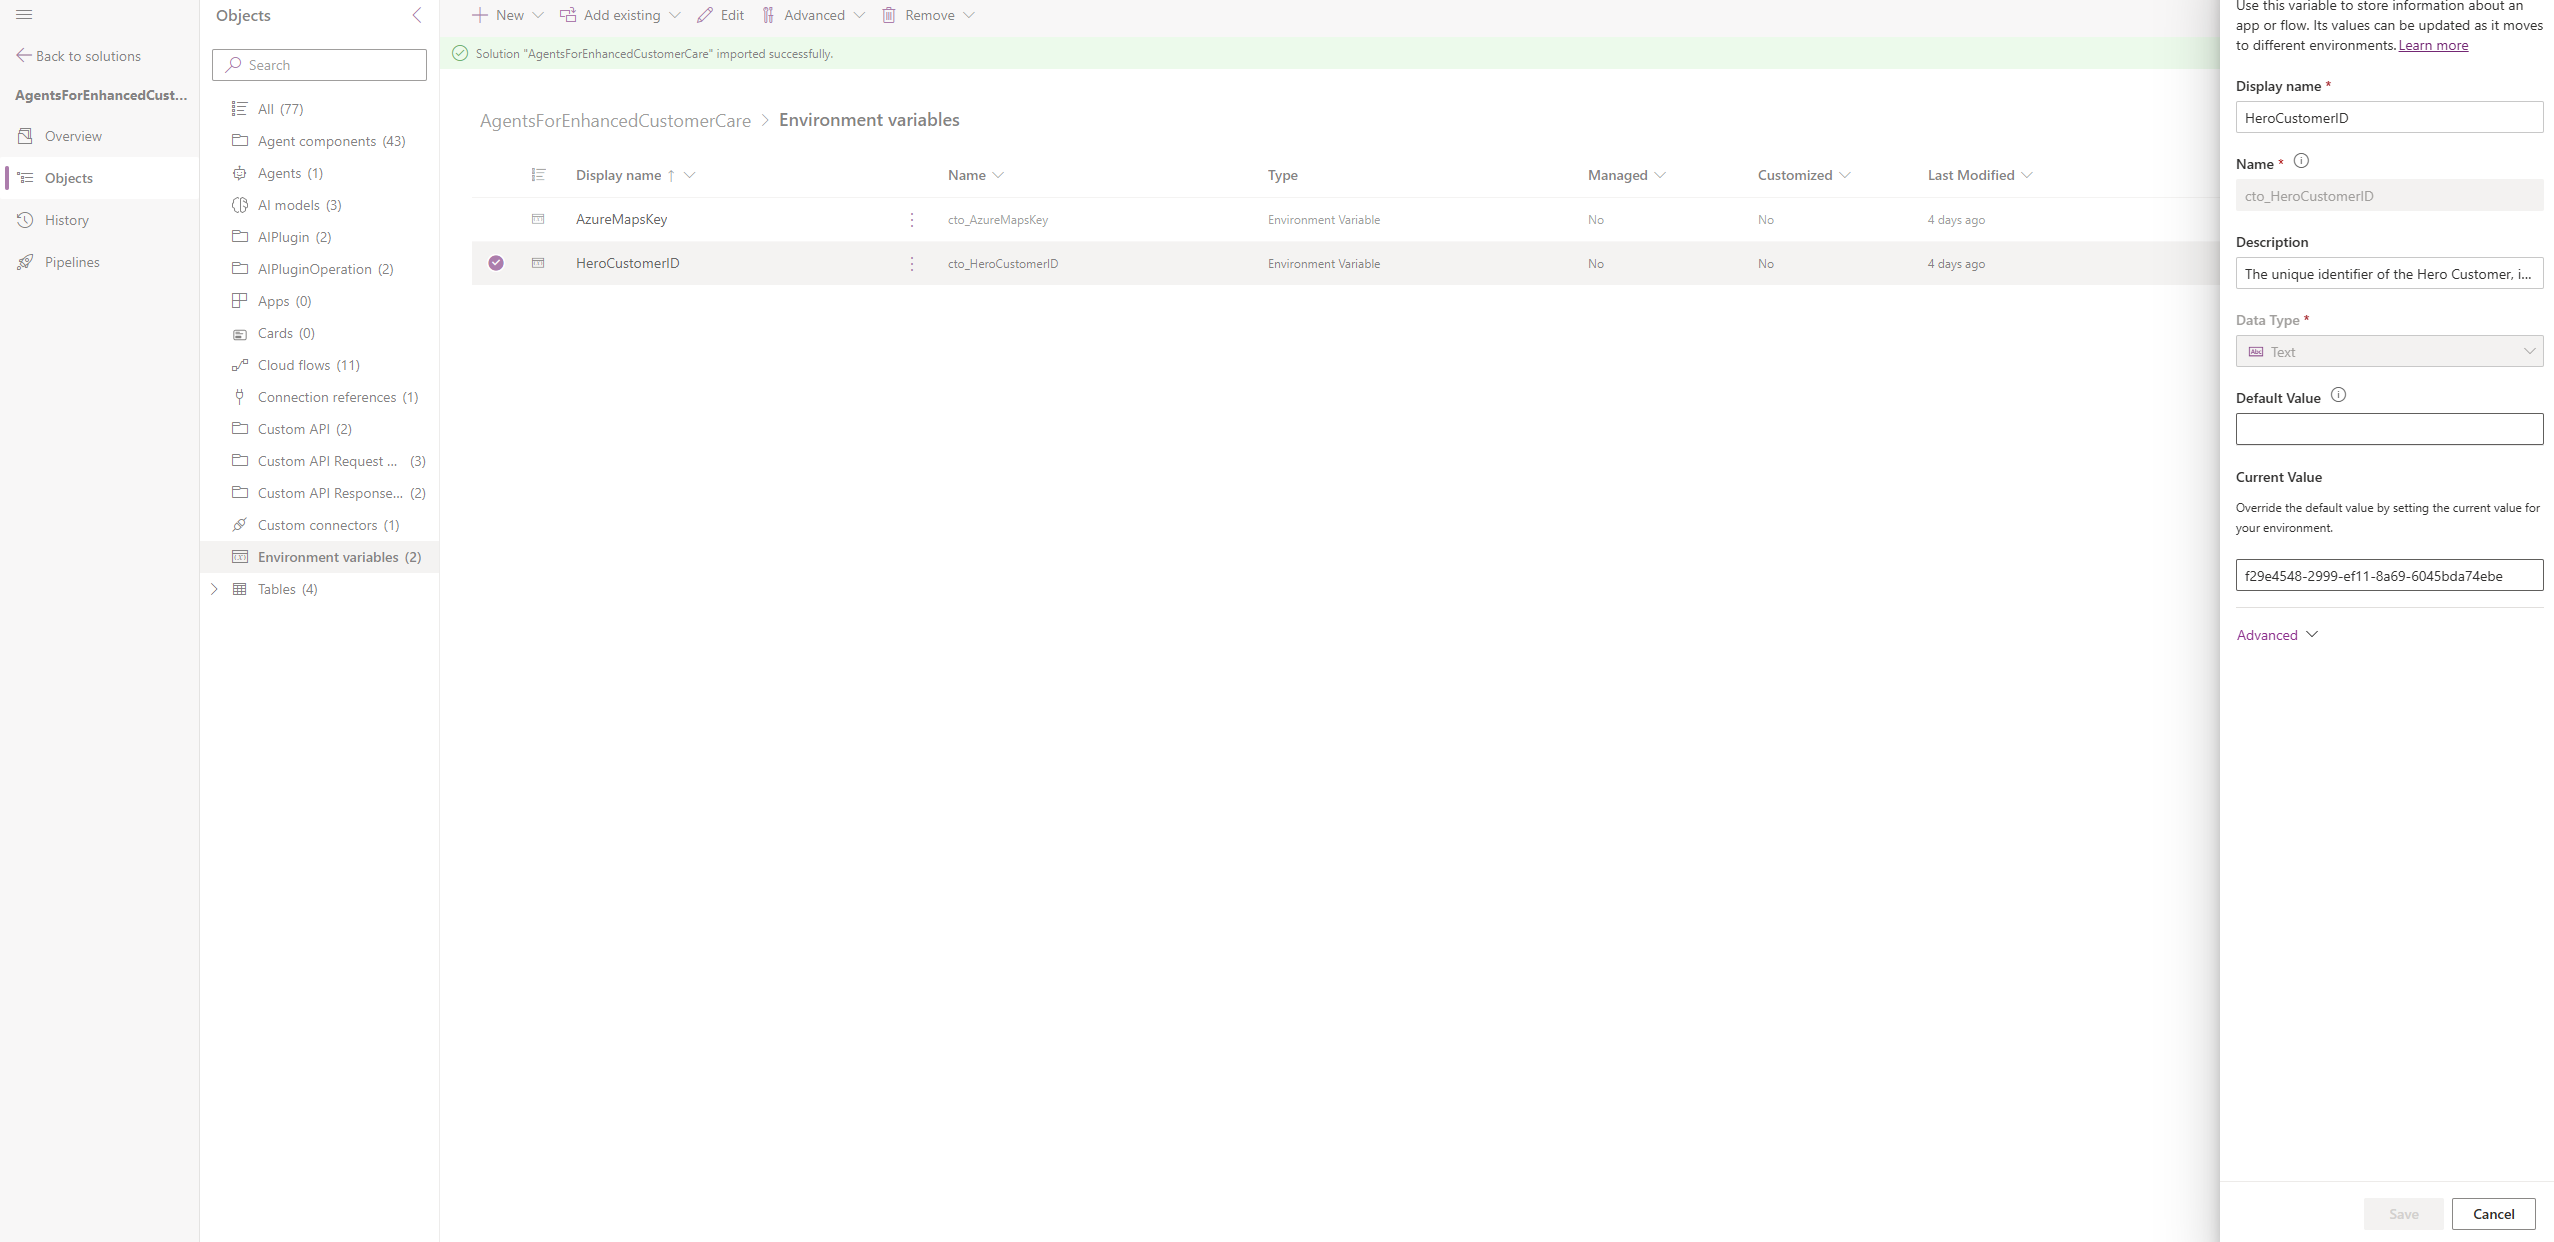 Back to solutions
AgentsForEnhancedCust...
Overview
Objects
History
Pipelines
Objects
Search
All (77)
Agent components (43)
Agents (1)
AI models (3)
AIPlugin (2)
AIPluginOperation (2)
Apps (0)
Cards (0)
Cloud flows (11)
Connection references (1)
Custom API (2)
Custom API Request ... (3)
Custom API Response... (2)
Custom connectors (1)
Environment variables (2)
Tables (4)
New Add existing Edit Advanced Remove
Solution "AgentsForEnhancedCustomerCare" imported successfully.
AgentsForEnhancedCustomerCare > Environment variables
Display name ↑ Name Type Managed Customized Last Modified
AzureMapsKey cto_AzureMapsKey Environment Variable No No 4 days ago
HeroCustomerID cto_HeroCustomerID Environment Variable No No 4 days ago
Use this variable to store information about an
app or flow. Its values can be updated as it moves
to different environments. Learn more
Display name *
HeroCustomerID
Name *
cto_HeroCustomerID
Description
The unique identifier of the Hero Customer, i...
Data Type *
Abc Text
Default Value
Current Value
Override the default value by setting the current value for
your environment.
f29e4548-2999-ef11-8a69-6045bda74ebe
Advanced
Save Cancel